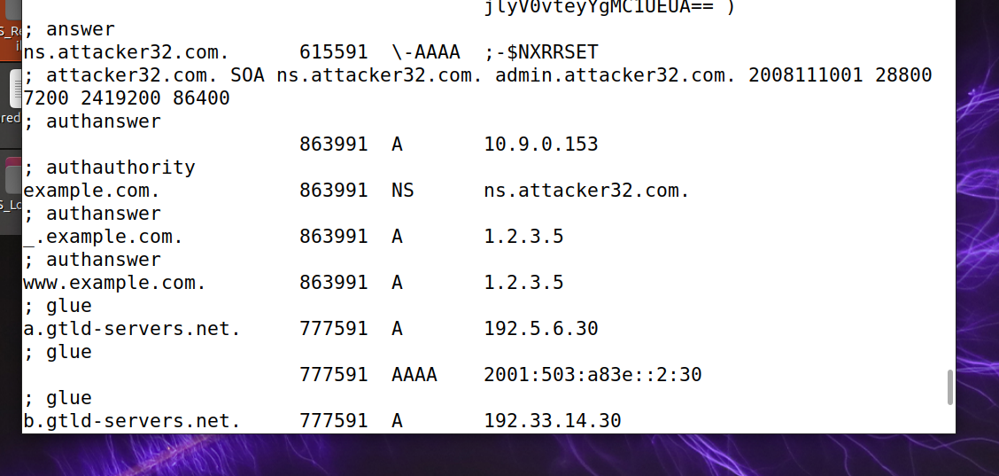 jlyV0vteyYgMC1UEUA== )
; answer
ns.attacker32.com. 615591 \-AAAA ;-$NXRRSET
; attacker32.com. SOA ns.attacker32.com. admin.attacker32.com. 2008111001 28800
7200 2419200 86400
; authanswer
863991 A 10.9.0.153
; authauthority
example.com. 863991 NS ns.attacker32.com.
; authanswer
_.example.com. 863991 A 1.2.3.5
; authanswer
www.example.com. 863991 A 1.2.3.5
; glue
a.gtld-servers.net. 777591 A 192.5.6.30
; glue
777591 AAAA 2001:503:a83e::2:30
; glue
b.gtld-servers.net. 777591 A 192.33.14.30
S_Re
il
red
S_Lo